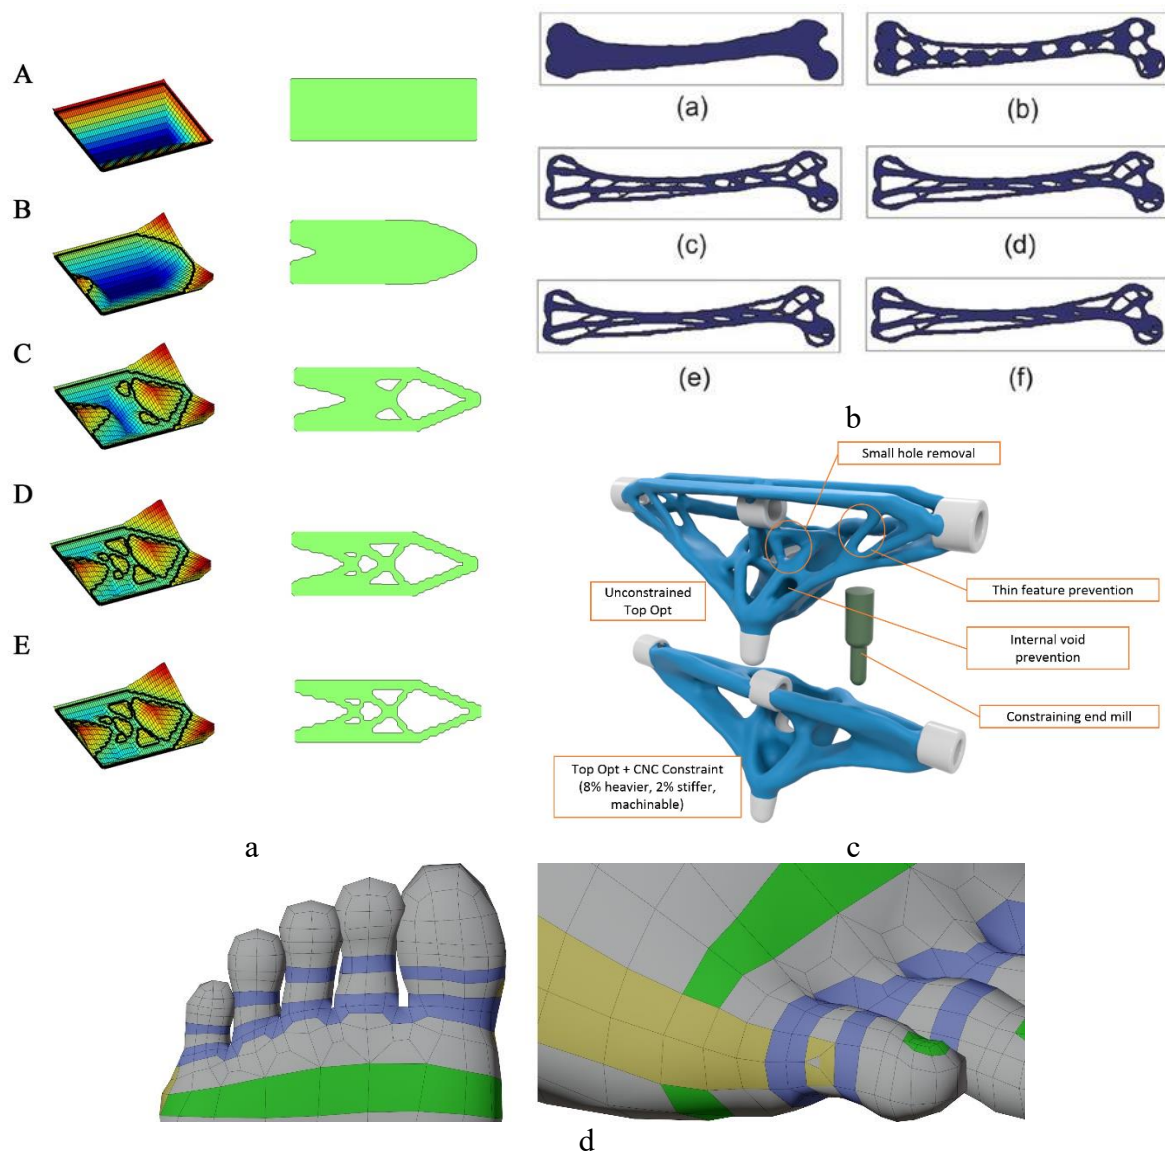 A
B
C
D
E
a
(a)
(b)
(c)
(d)
(e)
(f)
b
Small hole removal
Unconstrained
Top Opt
Thin feature prevention
Internal void
prevention
Constraining end mill
Top Opt + CNC Constraint
(8% heavier, 2% stiffer,
machinable)
c
d